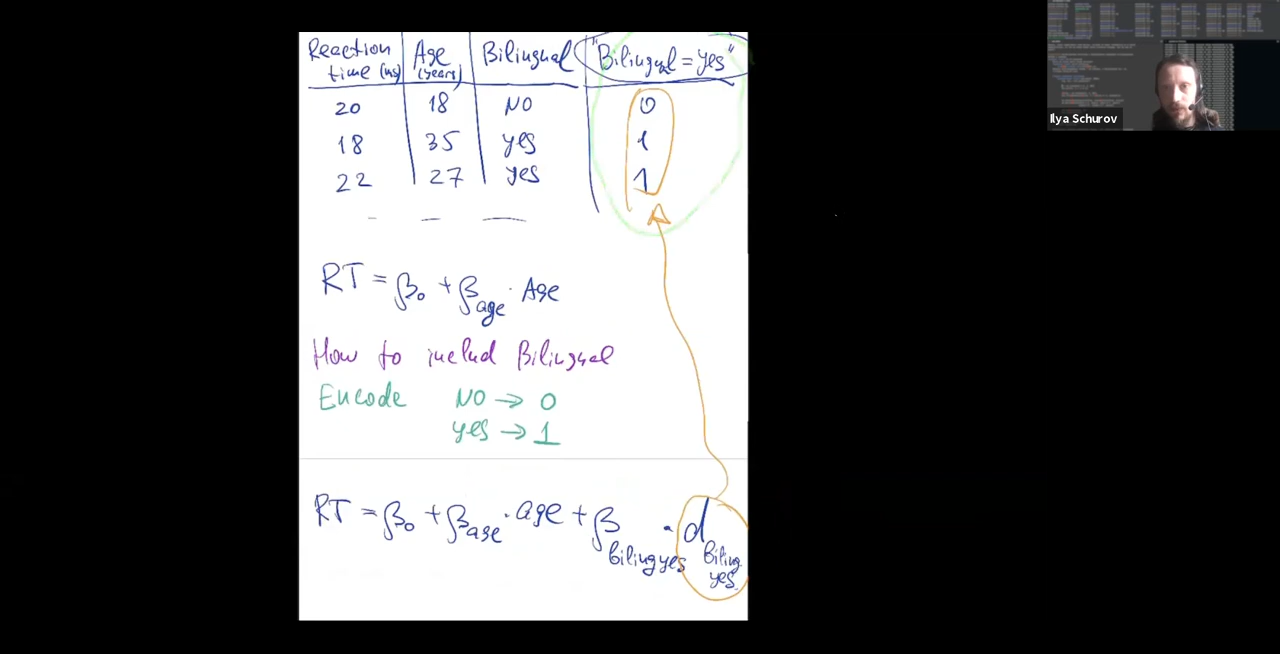 Reaction time (ms) Age (years) Bilingual "Bilingual = yes"
20 18 NO 0
18 35 yes 1
22 27 yes 1
RT = β₀ + βage · Age
How to includ Bilingual
Encode NO → 0
yes → 1
RT = β₀ + βage · age + βbilingyes · dBiling yes
Ilya Schurov